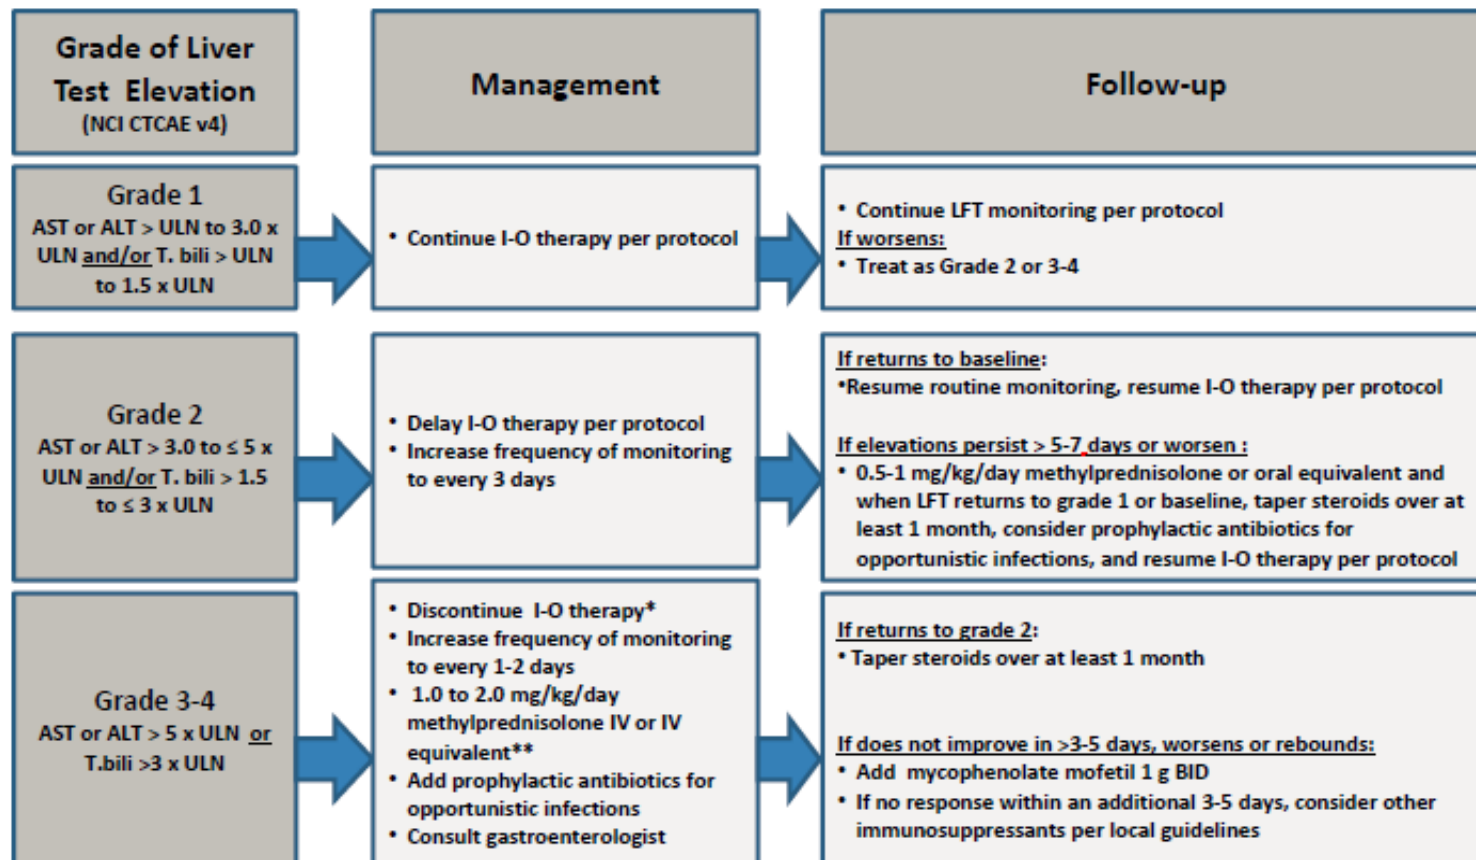 Grade of Liver
Test Elevation
(NCI CTCAE v4)
Management
Follow-up
Grade 1
AST or ALT > ULN to 3.0 x
ULN and/or T. bili > ULN
to 1.5 x ULN
• Continue I-O therapy per protocol
• Continue LFT monitoring per protocol
If worsens:
• Treat as Grade 2 or 3-4
Grade 2
AST or ALT > 3.0 to ≤ 5 x
ULN and/or T. bili > 1.5
to ≤ 3 x ULN
• Delay I-O therapy per protocol
• Increase frequency of monitoring
to every 3 days
If returns to baseline:
•Resume routine monitoring, resume I-O therapy per protocol
If elevations persist > 5-7 days or worsen :
• 0.5-1 mg/kg/day methylprednisolone or oral equivalent and
when LFT returns to grade 1 or baseline, taper steroids over at
least 1 month, consider prophylactic antibiotics for
opportunistic infections, and resume I-O therapy per protocol
Grade 3-4
AST or ALT > 5 x ULN or
T.bili >3 x ULN
• Discontinue I-O therapy*
• Increase frequency of monitoring
to every 1-2 days
• 1.0 to 2.0 mg/kg/day
methylprednisolone IV or IV
equivalent**
• Add prophylactic antibiotics for
opportunistic infections
• Consult gastroenterologist
If returns to grade 2:
• Taper steroids over at least 1 month
If does not improve in >3-5 days, worsens or rebounds:
• Add mycophenolate mofetil 1 g BID
• If no response within an additional 3-5 days, consider other
immunosuppressants per local guidelines